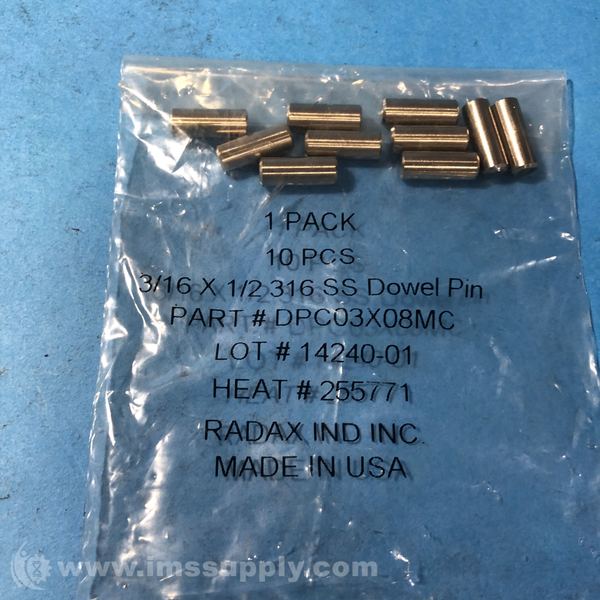 1 PACK
10 PCS
3/16 X 1/2 316 SS Dowel Pin
PART # DPC03X08MC
LOT # 14240-01
HEAT # 255771
RADAX IND INC.
MADE IN USA
www.imssupply.com